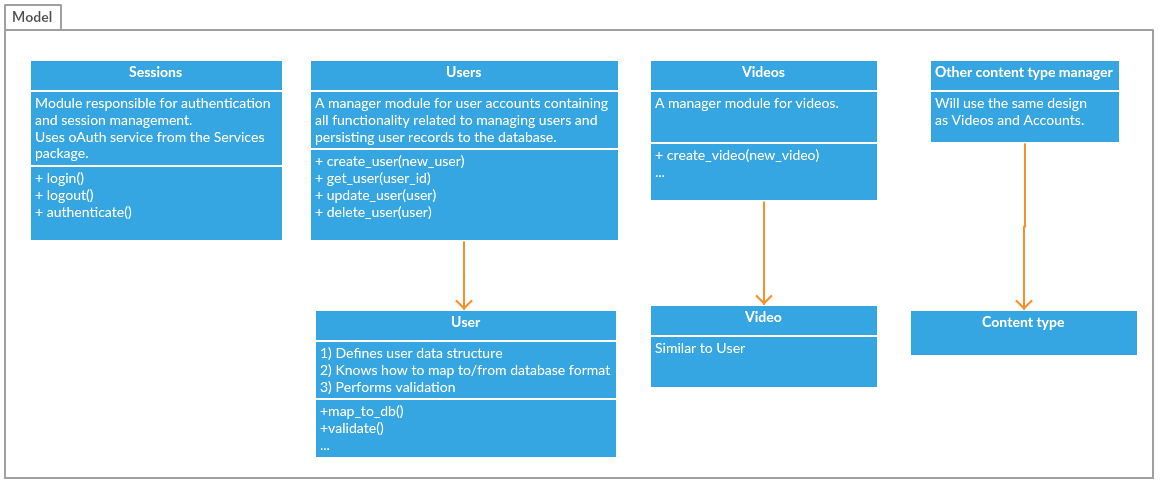 Model
Sessions
Module responsible for authentication
and session management.
Uses oAuth service from the Services
package.
+ login()
+ logout()
+ authenticate()
Users
A manager module for user accounts containing
all functionality related to managing users and
persisting user records to the database.
+ create_user(new_user)
+ get_user(user_id)
+ update_user(user)
+ delete_user(user)
Videos
A manager module for videos.
+ create_video(new_video)
...
Other content type manager
Will use the same design
as Videos and Accounts.
User
1) Defines user data structure
2) Knows how to map to/from database format
3) Performs validation
+map_to_db()
+validate()
...
Video
Similar to User
Content type